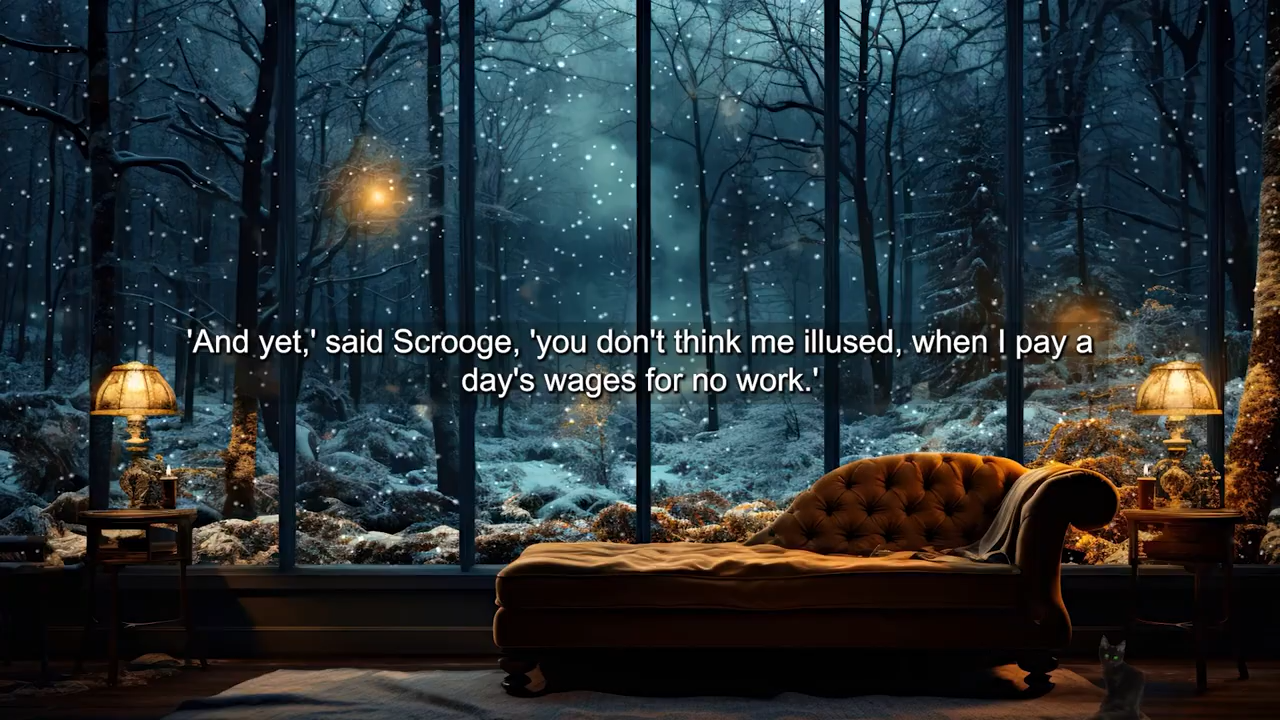 'And yet,' said Scrooge, 'you don't think me illused, when I pay a
day's wages for no work.'